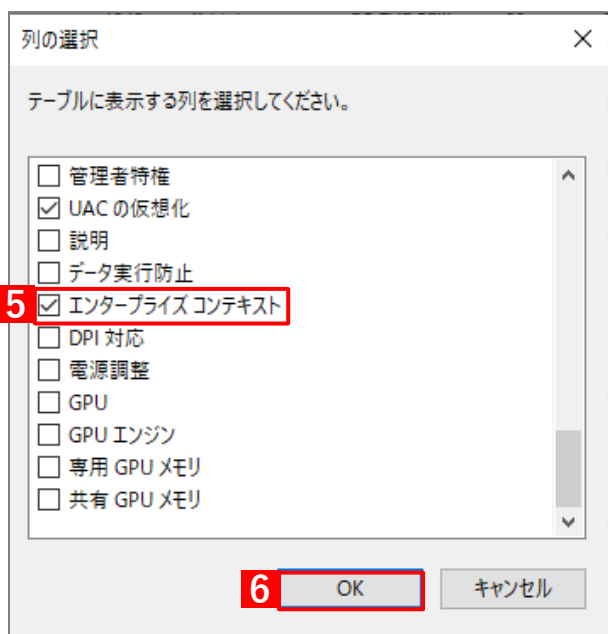 列の選択
テーブルに表示する列を選択してください。
管理者特権
UAC の仮想化
説明
データ実行防止
5 エンタープライズ コンテキスト
DPI 対応
電源調整
GPU
GPU エンジン
専用 GPU メモリ
共有 GPU メモリ
6 OK キャンセル